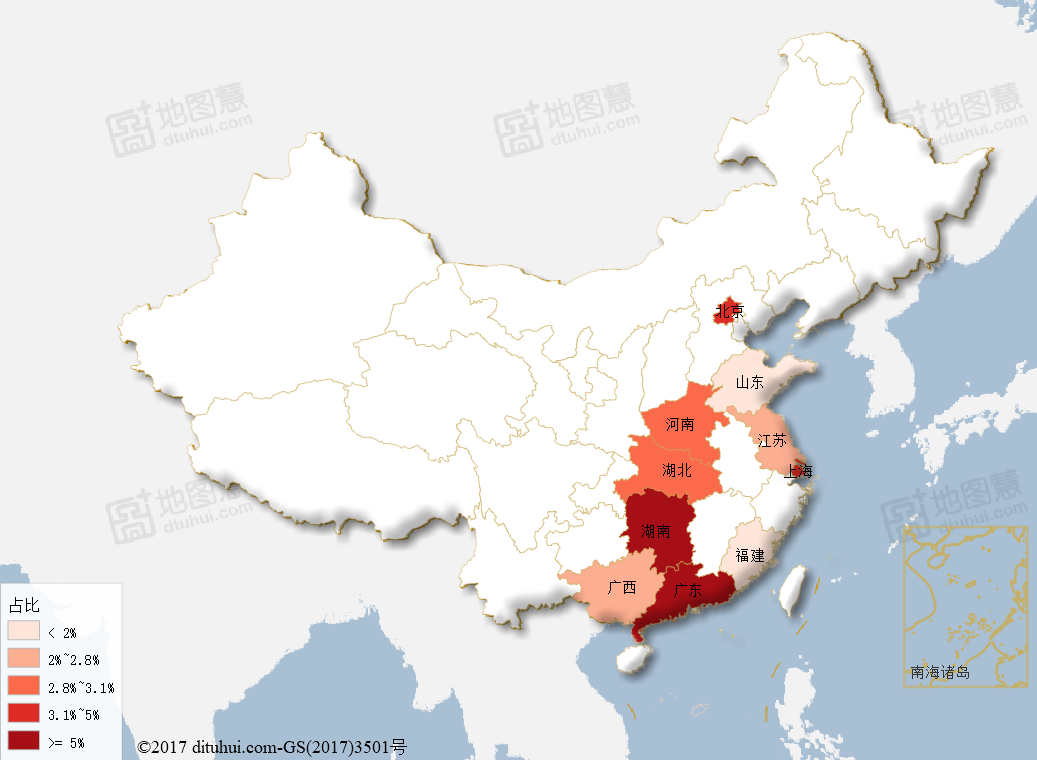 地图慧
dituhui.com
地图慧
dituhui.com
地图慧
dituhui.com
北京
山东
河南
江苏
湖北
上海
地图慧
dituhui.com
地图慧
dituhui.com
湖南
福建
广西
广东
南海诸岛
占比
< 2%
2%~2.8%
2.8%~3.1%
3.1%~5%
>= 5%
©2017 dituhui.com-GS(2017)3501号